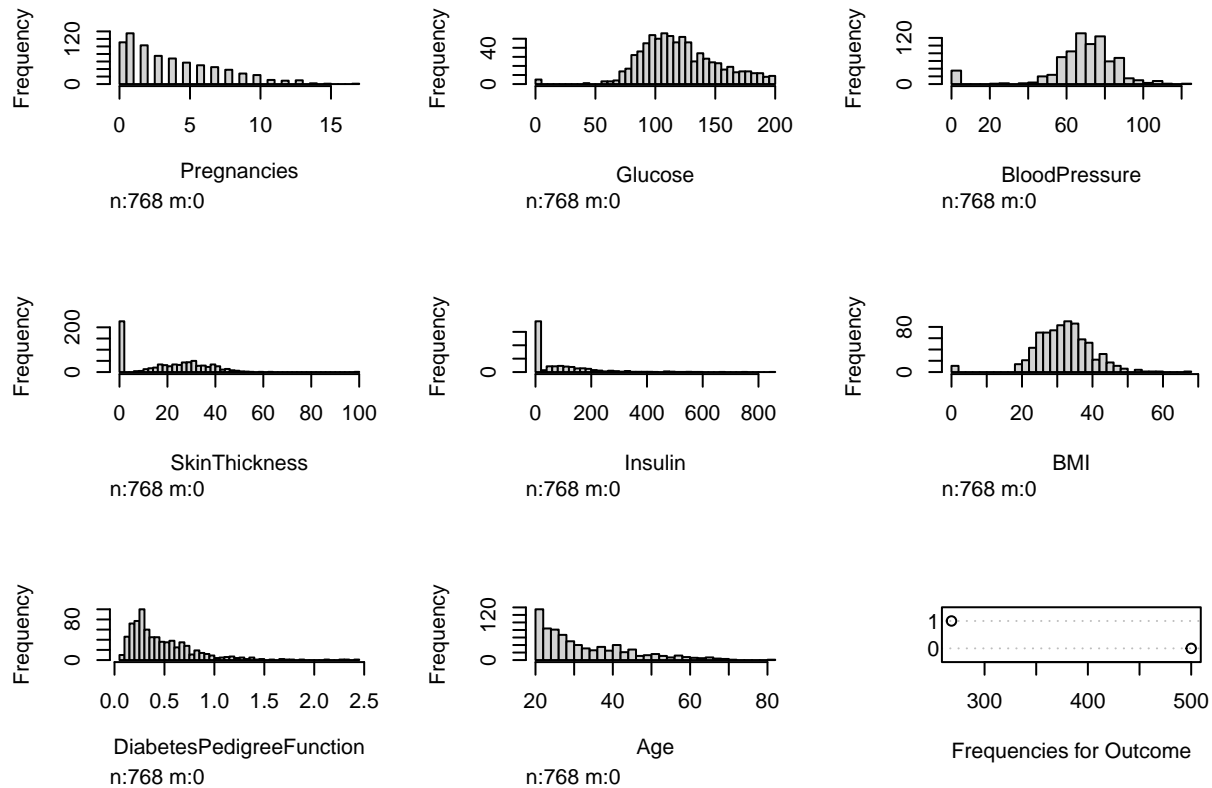 Frequency
0 120
0 5 10 15
Pregnancies
n:768 m:0
Frequency
0 40
0 50 100 150 200
Glucose
n:768 m:0
Frequency
0 120
0 20 60 100
BloodPressure
n:768 m:0
Frequency
0 200
0 20 40 60 80 100
SkinThickness
n:768 m:0
Frequency
0
0 200 400 600 800
Insulin
n:768 m:0
Frequency
0 80
0 20 40 60
BMI
n:768 m:0
Frequency
0 80
0.0 0.5 1.0 1.5 2.0 2.5
DiabetesPedigreeFunction
n:768 m:0
Frequency
0 120
20 40 60 80
Age
n:768 m:0
1
0
300 400 500
Frequencies for Outcome